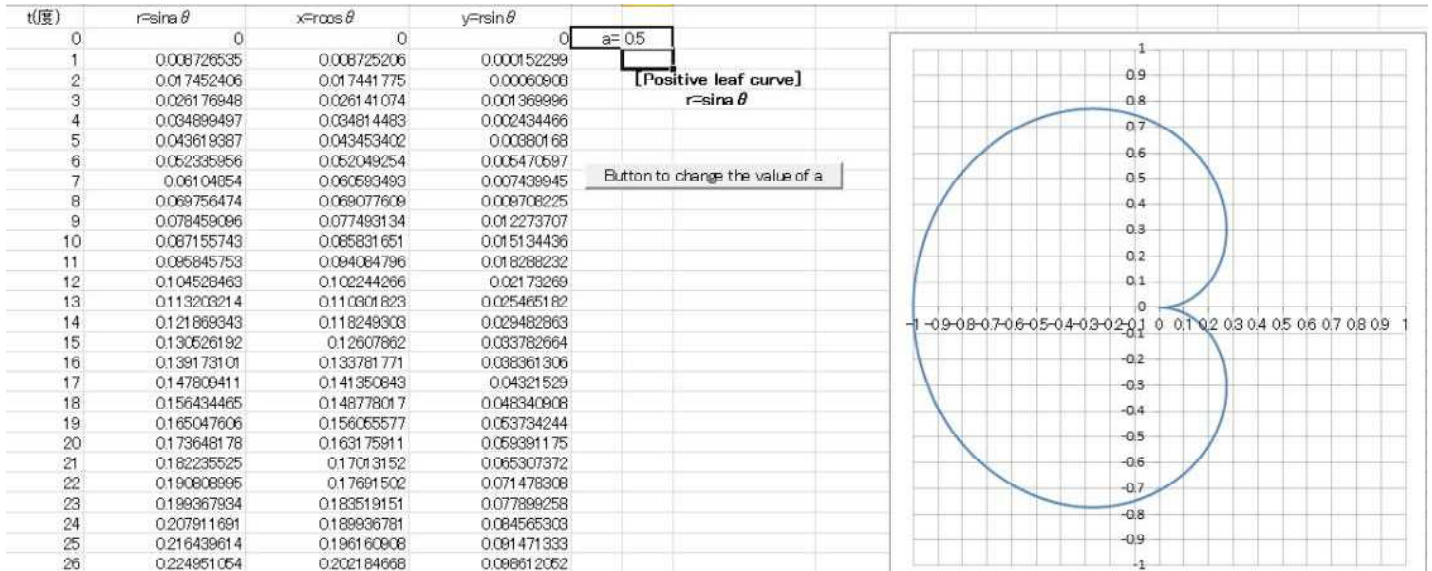 t(度) r=sina θ x=rcos θ y=rsin θ
0 0 0 0 a= 0.5
1 0.008726535 0.008725206 0.000152299
2 0.017452406 0.017441775 0.00060908 [Positive leaf curve]
3 0.026176948 0.026141074 0.001369996 r=sina θ
4 0.034899497 0.034814483 0.002434466
5 0.043619387 0.043453402 0.00380168
6 0.052335956 0.052049254 0.005470597
7 0.06104854 0.060593493 0.007439945 Button to change the value of a
8 0.069756474 0.069077609 0.009708225
9 0.078459096 0.077493134 0.012273707
10 0.087155743 0.085831651 0.015134436
11 0.095845753 0.094084796 0.018288232
12 0.104528463 0.102244266 0.02173269
13 0.113203214 0.110301823 0.025465182
14 0.121869343 0.118249303 0.029482863
15 0.130526192 0.12607862 0.033782664
16 0.139173101 0.133781771 0.038361306
17 0.147809411 0.141350843 0.04321529
18 0.156434465 0.148778017 0.048340908
19 0.165047606 0.156055577 0.053734244
20 0.173648178 0.163175911 0.059391175
21 0.182235525 0.17013152 0.065307372
22 0.190808995 0.17691502 0.071478308
23 0.199367934 0.183519151 0.077899258
24 0.207911691 0.189936781 0.084565303
25 0.216439614 0.196160908 0.091471333
26 0.224951054 0.202184668 0.098612052
1
0.9
0.8
0.7
0.6
0.5
0.4
0.3
0.2
0.1
0
-1 -0.9-0.8-0.7-0.6-0.5-0.4-0.3-0.2-0.1 0 0.1 0.2 0.3 0.4 0.5 0.6 0.7 0.8 0.9 1
-0.1
-0.2
-0.3
-0.4
-0.5
-0.6
-0.7
-0.8
-0.9
-1